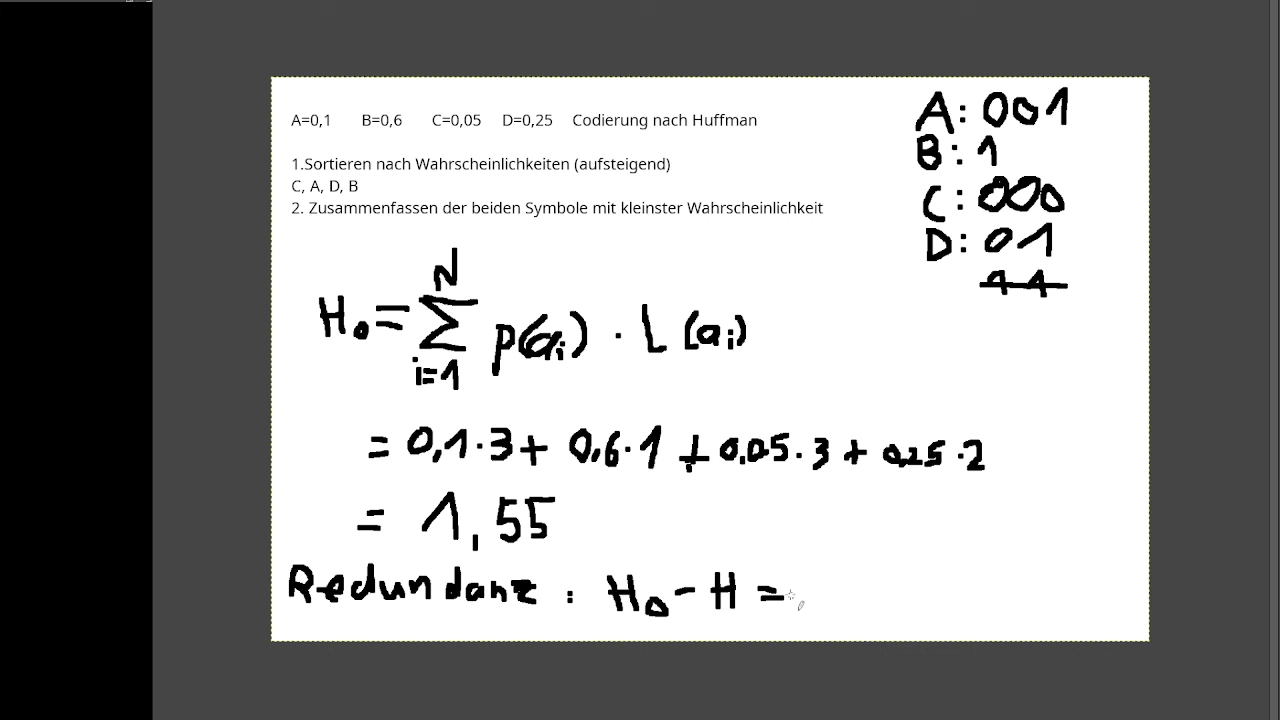 A=0,1 B=0,6 C=0,05 D=0,25 Codierung nach Huffman
1.Sortieren nach Wahrscheinlichkeiten (aufsteigend)
C, A, D, B
2. Zusammenfassen der beiden Symbole mit kleinster Wahrscheinlichkeit
A: 001
B: 1
C: 000
D: 01
11
N
H₀ = ∑ p(aᵢ) · L(aᵢ)
i=1
= 0,1·3 + 0,6·1 + 0,05·3 + 0,25·2
= 1,55
Redundanz: H₀ - H =